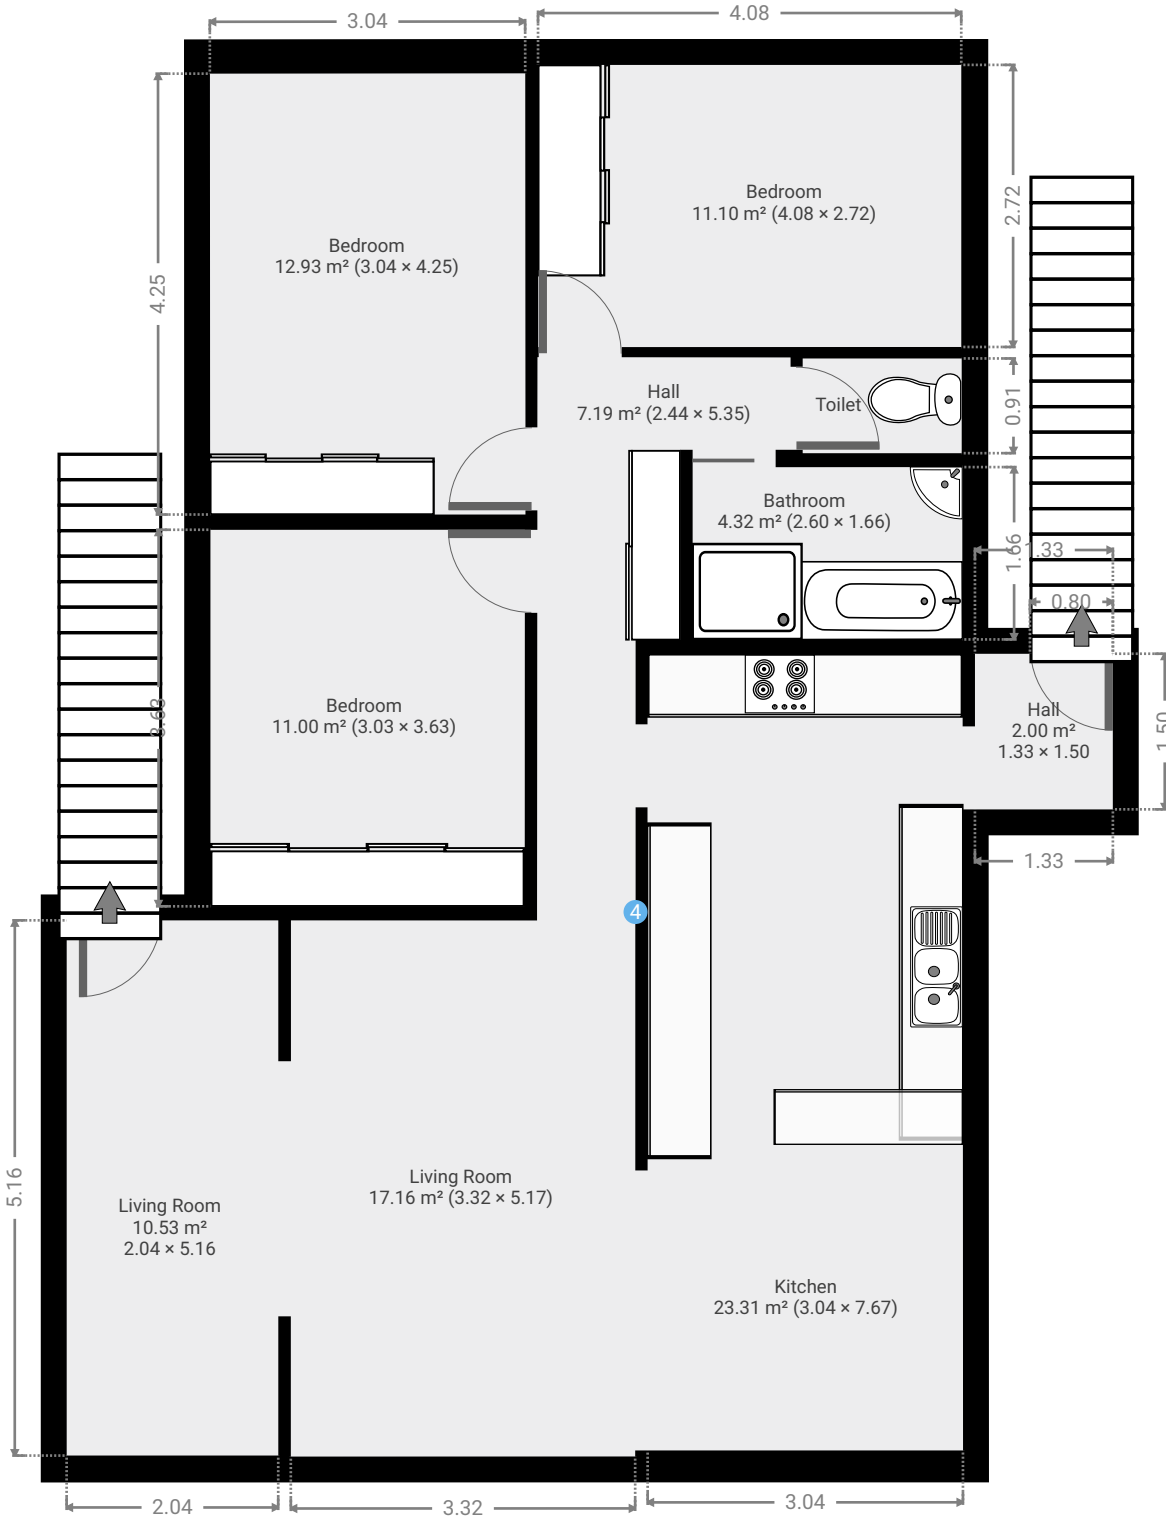 3.04
4.08
4.25
2.72
Bedroom
11.10 m² (4.08 × 2.72)
Bedroom
12.93 m² (3.04 × 4.25)
Hall
7.19 m² (2.44 × 5.35)
Toilet
0.91
Bathroom
4.32 m² (2.60 × 1.66)
1.66
1.33
0.80
3.63
Bedroom
11.00 m² (3.03 × 3.63)
Hall
2.00 m²
1.33 × 1.50
1.50
1.33
4
5.16
Living Room
17.16 m² (3.32 × 5.17)
Living Room
10.53 m²
2.04 × 5.16
Kitchen
23.31 m² (3.04 × 7.67)
2.04
3.32
3.04